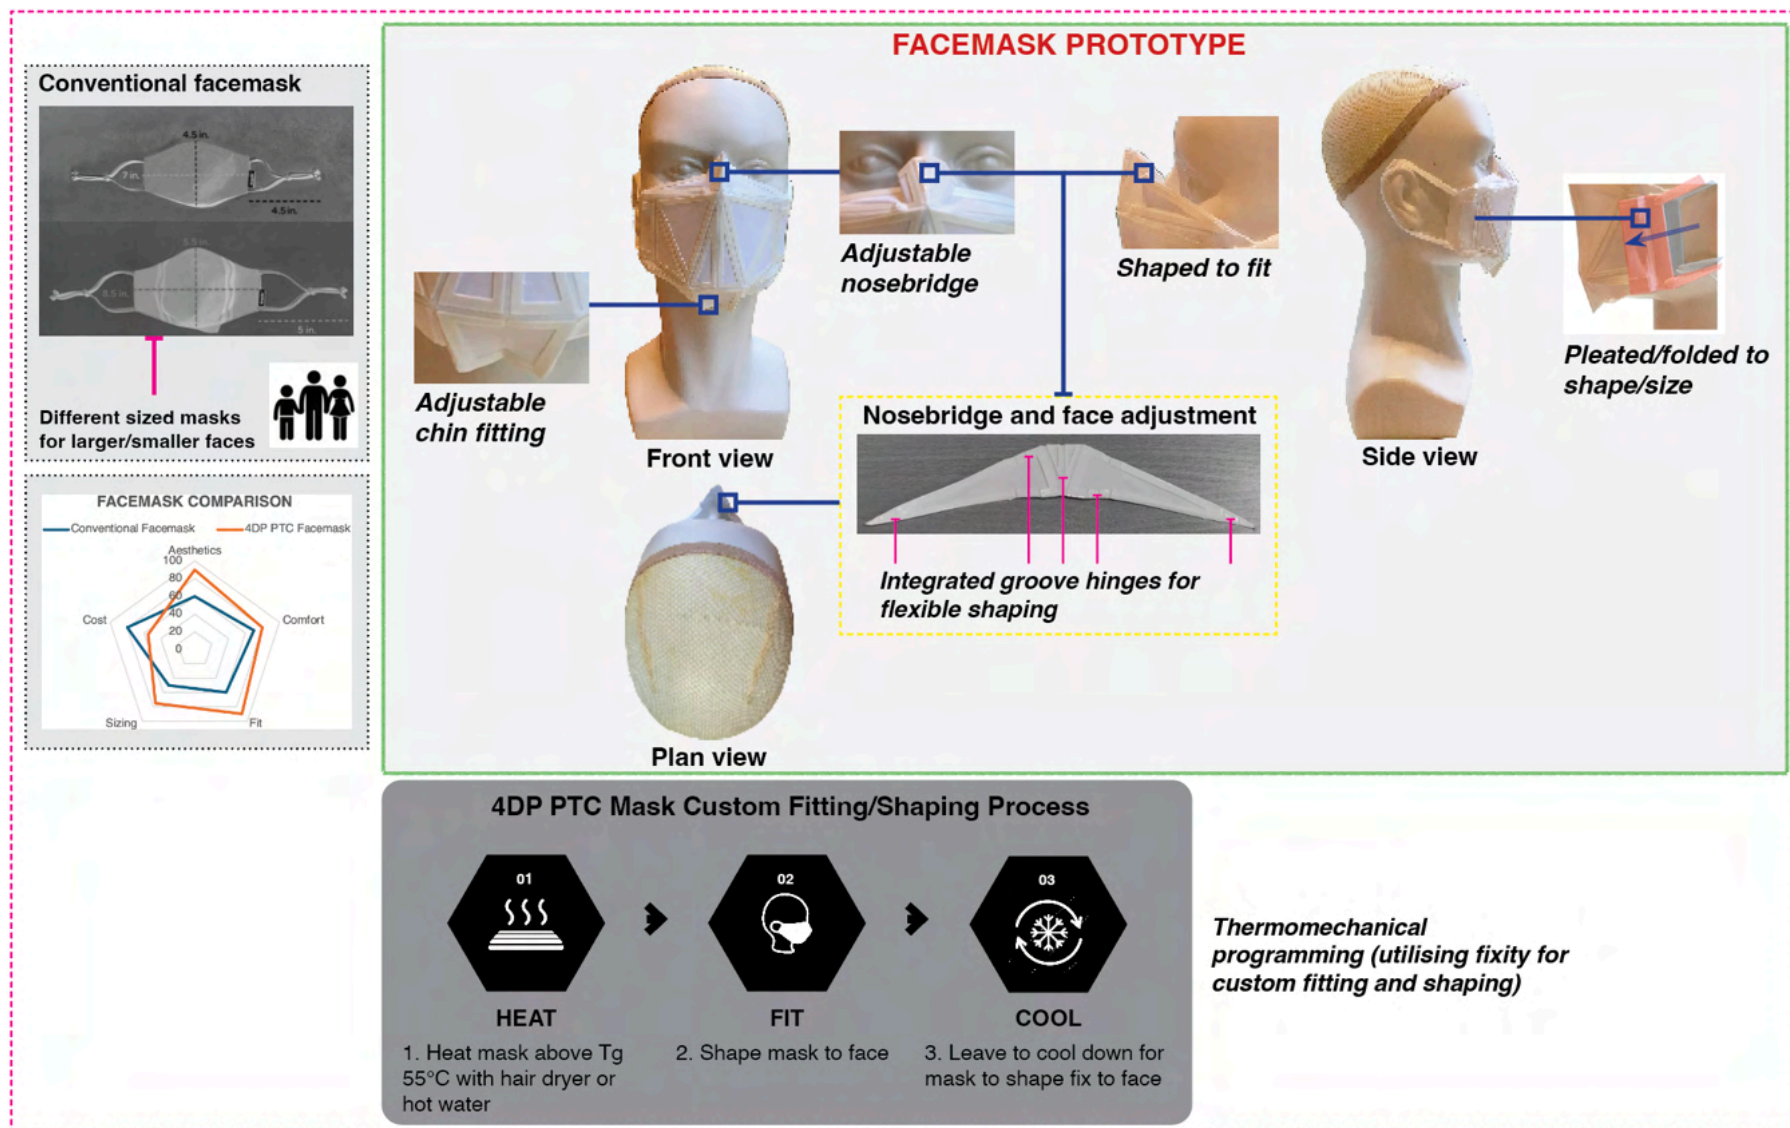 FACEMASK PROTOTYPE
Conventional facemask
4.5 in.
7 in.
4.5 in.
5.5 in.
8.5 in.
5 in.
Different sized masks
for larger/smaller faces
FACEMASK COMPARISON
Conventional Facemask
4DP PTC Facemask
Aesthetics
100
80
60
40
20
0
Cost
Comfort
Sizing
Fit
Adjustable
chin fitting
Front view
Adjustable
nosebridge
Shaped to fit
Side view
Pleated/folded to
shape/size
Nosebridge and face adjustment
Integrated groove hinges for
flexible shaping
Plan view
4DP PTC Mask Custom Fitting/Shaping Process
01
02
03
HEAT
FIT
COOL
1. Heat mask above Tg
55°C with hair dryer or
hot water
2. Shape mask to face
3. Leave to cool down for
mask to shape fix to face
Thermomechanical
programming (utilising fixity for
custom fitting and shaping)